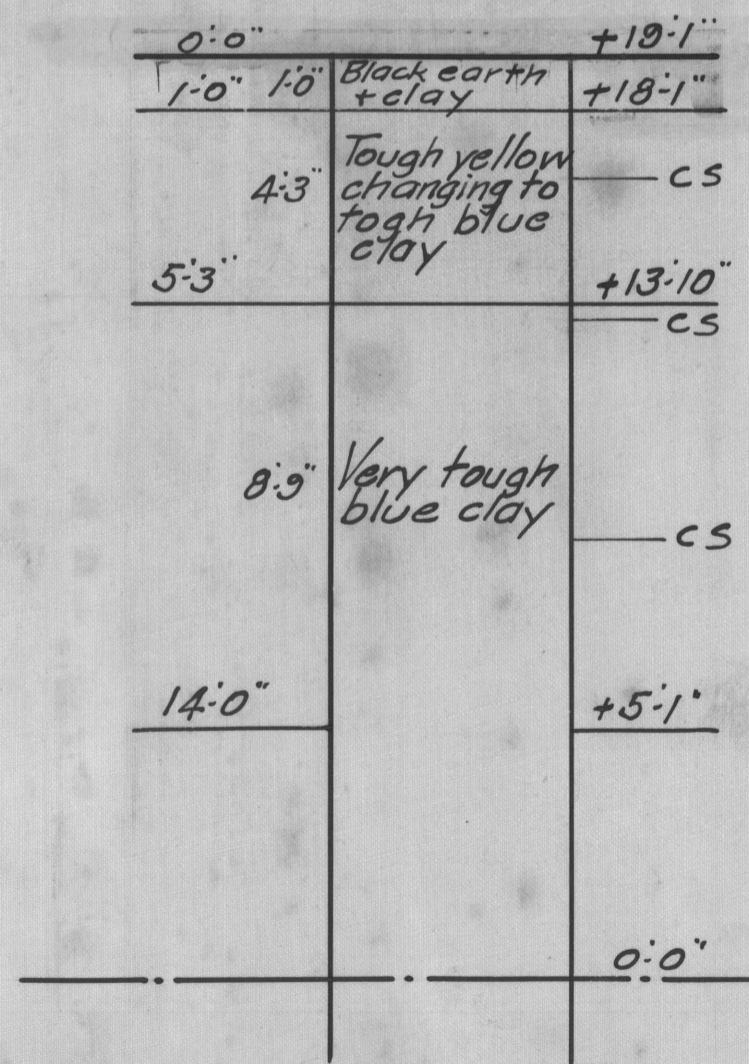 0'-0" +19'-1"
1'-0" 1'-0" Black earth +18'-1"
+ clay
Tough yellow
4'-3" changing to CS
togh blue
clay
5'-3" +13'-10"
CS
8'-9" Very tough
blue clay CS
14'-0" +5'-1"
0'-0"